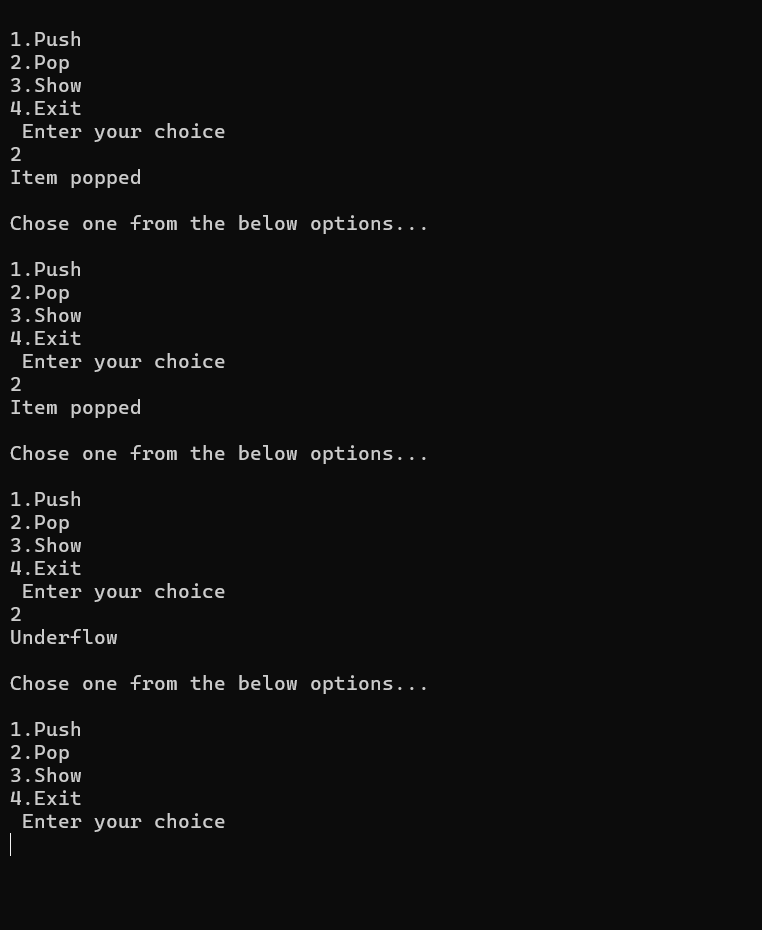 1.Push
2.Pop
3.Show
4.Exit
 Enter your choice
2
Item popped

Chose one from the below options...

1.Push
2.Pop
3.Show
4.Exit
 Enter your choice
2
Item popped

Chose one from the below options...

1.Push
2.Pop
3.Show
4.Exit
 Enter your choice
2
Underflow

Chose one from the below options...

1.Push
2.Pop
3.Show
4.Exit
 Enter your choice